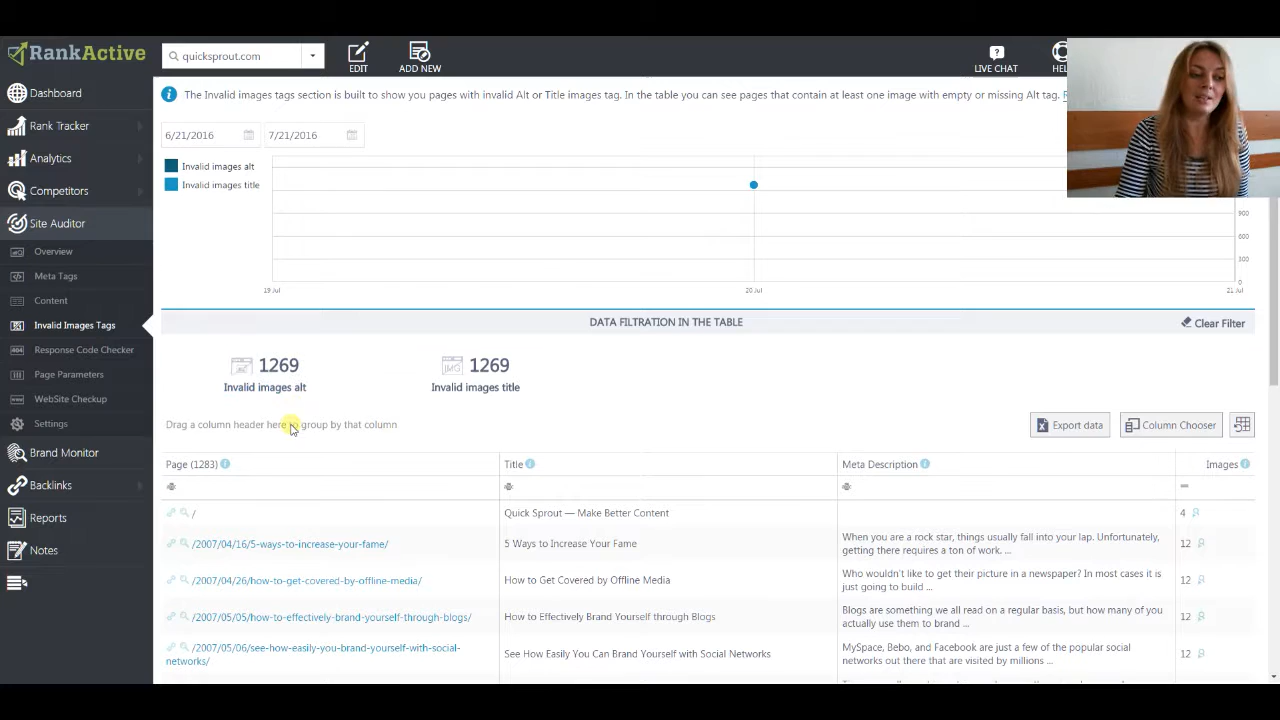 RankActive
quicksprout.com
EDIT
ADD NEW
LIVE CHAT
HEL
Dashboard
Rank Tracker
Analytics
Competitors
Site Auditor
Overview
Meta Tags
Content
Invalid Images Tags
Response Code Checker
Page Parameters
WebSite Checkup
Settings
Brand Monitor
Backlinks
Reports
Notes
The Invalid images tags section is built to show you pages with invalid Alt or Title images tag. In the table you can see pages that contain at least one image with empty or missing Alt tag.
6/21/2016
7/21/2016
Invalid images alt
Invalid images title
900
600
300
0
19 Jul
20 Jul
21 Jul
DATA FILTRATION IN THE TABLE
Clear Filter
1269
Invalid images alt
1269
Invalid images title
Drag a column header here to group by that column
Export data
Column Chooser
Page (1283)
Title
Meta Description
Images
/
Quick Sprout — Make Better Content
4
/2007/04/16/5-ways-to-increase-your-fame/
5 Ways to Increase Your Fame
When you are a rock star, things usually fall into your lap. Unfortunately,
getting there requires a ton of work. ...
12
/2007/04/26/how-to-get-covered-by-offline-media/
How to Get Covered by Offline Media
Who wouldn't like to get their picture in a newspaper? In most cases it is
just going to build ...
12
/2007/05/05/how-to-effectively-brand-yourself-through-blogs/
How to Effectively Brand Yourself through Blogs
Blogs are something we all read on a regular basis, but how many of you
actually use them to brand ...
12
/2007/05/06/see-how-easily-you-brand-yourself-with-social-
networks/
See How Easily You Can Brand Yourself with Social Networks
MySpace, Bebo, and Facebook are just a few of the popular social
networks out there that are visited by millions ...
12